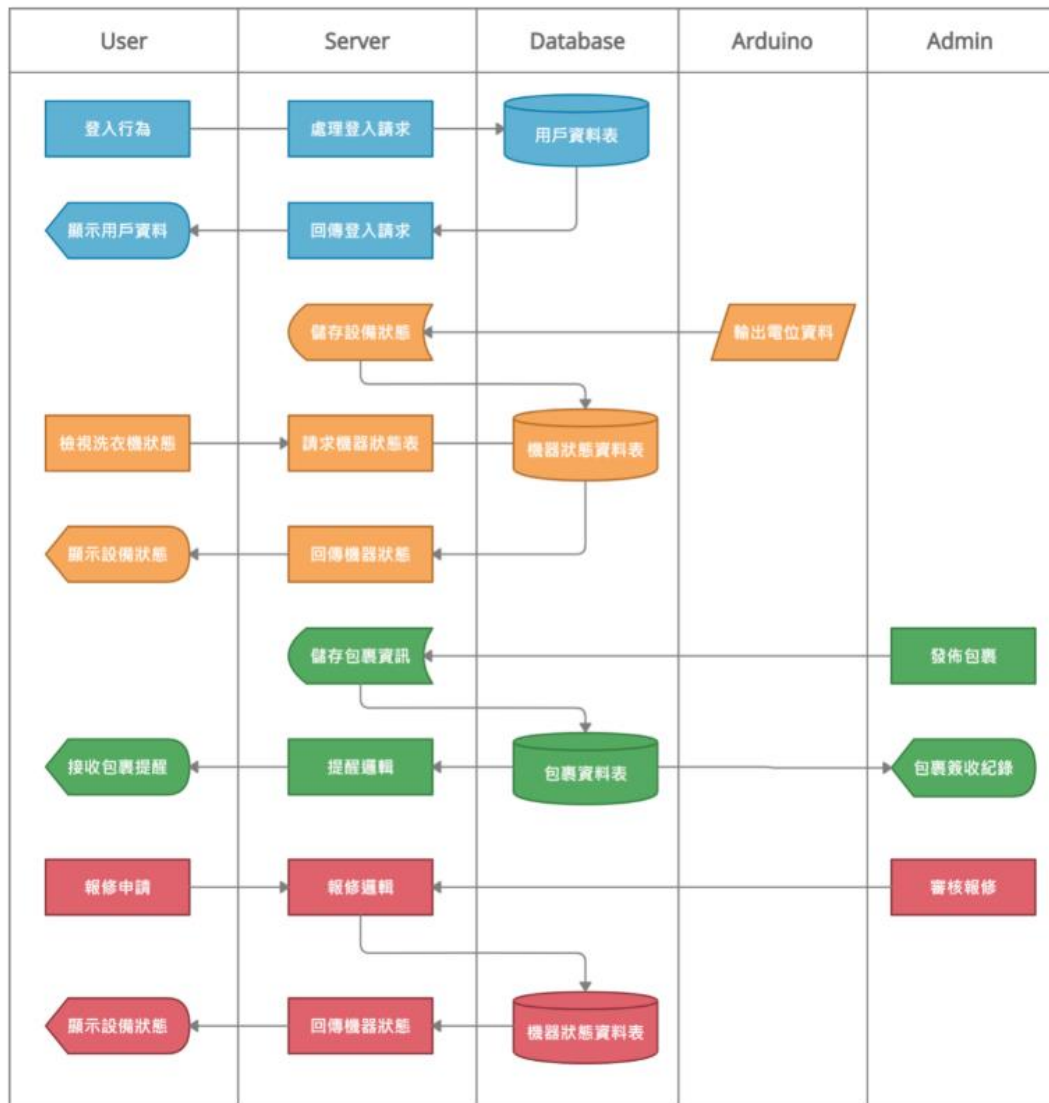 User
Server
Database
Arduino
Admin
登入行為
處理登入請求
用戶資料表
顯示用戶資料
回傳登入請求
儲存設備狀態
輸出電位資料
檢視洗衣機狀態
請求機器狀態表
機器狀態資料表
顯示設備狀態
回傳機器狀態
儲存包裹資訊
發佈包裹
接收包裹提醒
提醒邏輯
包裹資料表
包裹簽收紀錄
報修申請
報修邏輯
審核報修
顯示設備狀態
回傳機器狀態
機器狀態資料表